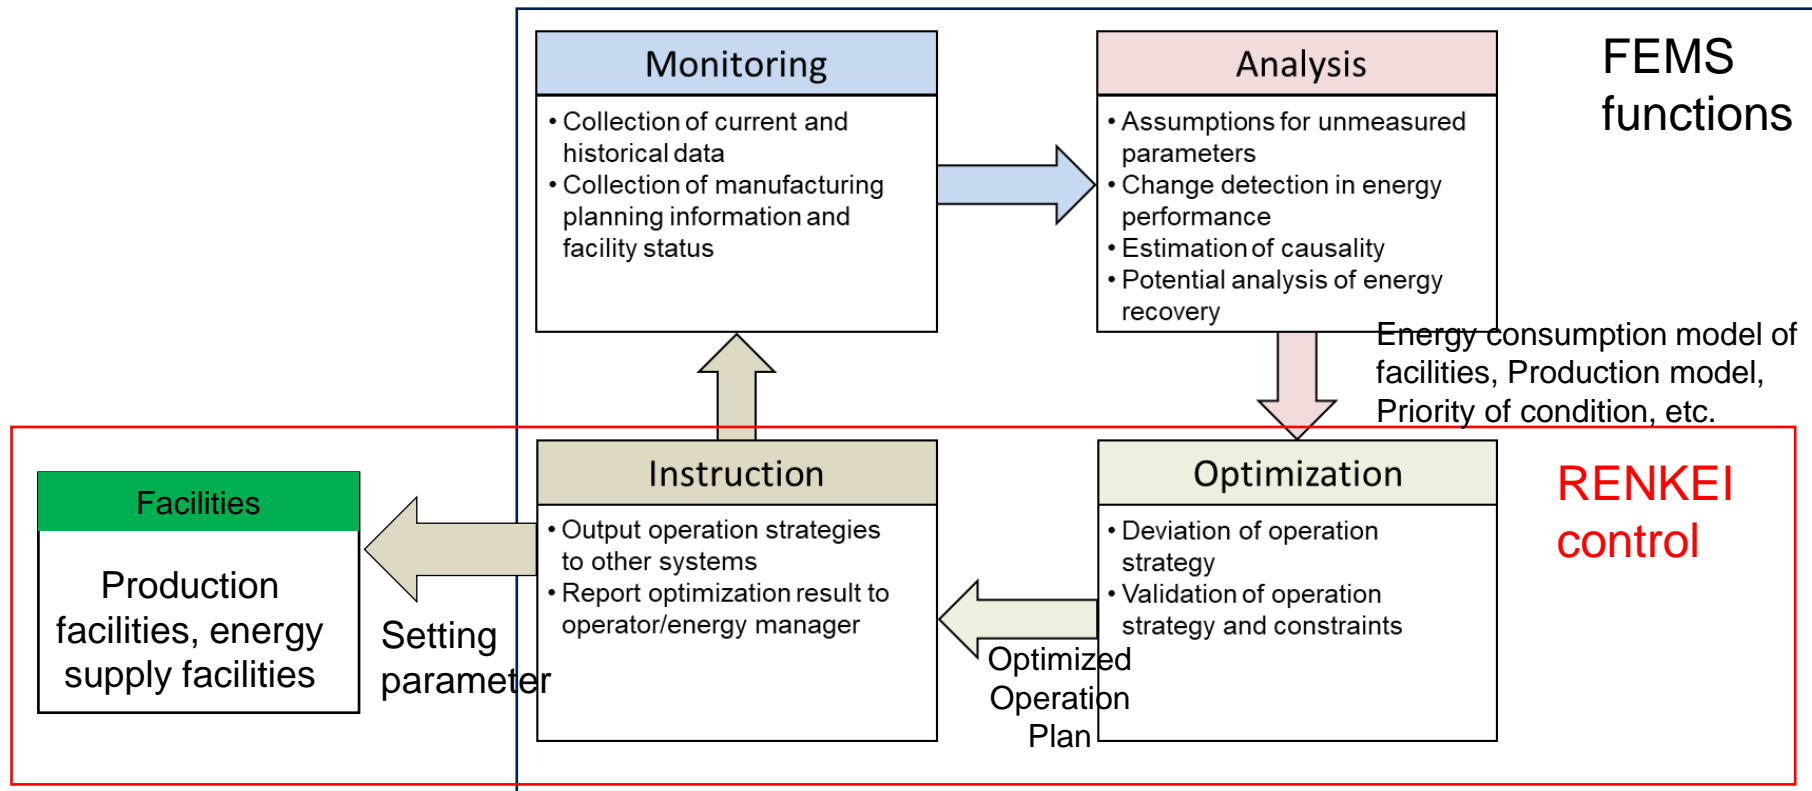 Monitoring
• Collection of current and
historical data
• Collection of manufacturing
planning information and
facility status
Analysis
• Assumptions for unmeasured
parameters
• Change detection in energy
performance
• Estimation of causality
• Potential analysis of energy
recovery
FEMS
functions
Energy consumption model of
facilities, Production model,
Priority of condition, etc.
Facilities
Production
facilities, energy
supply facilities
Setting
parameter
Instruction
• Output operation strategies
to other systems
• Report optimization result to
operator/energy manager
Optimized
Operation
Plan
Optimization
• Deviation of operation
strategy
• Validation of operation
strategy and constraints
RENKEI
control